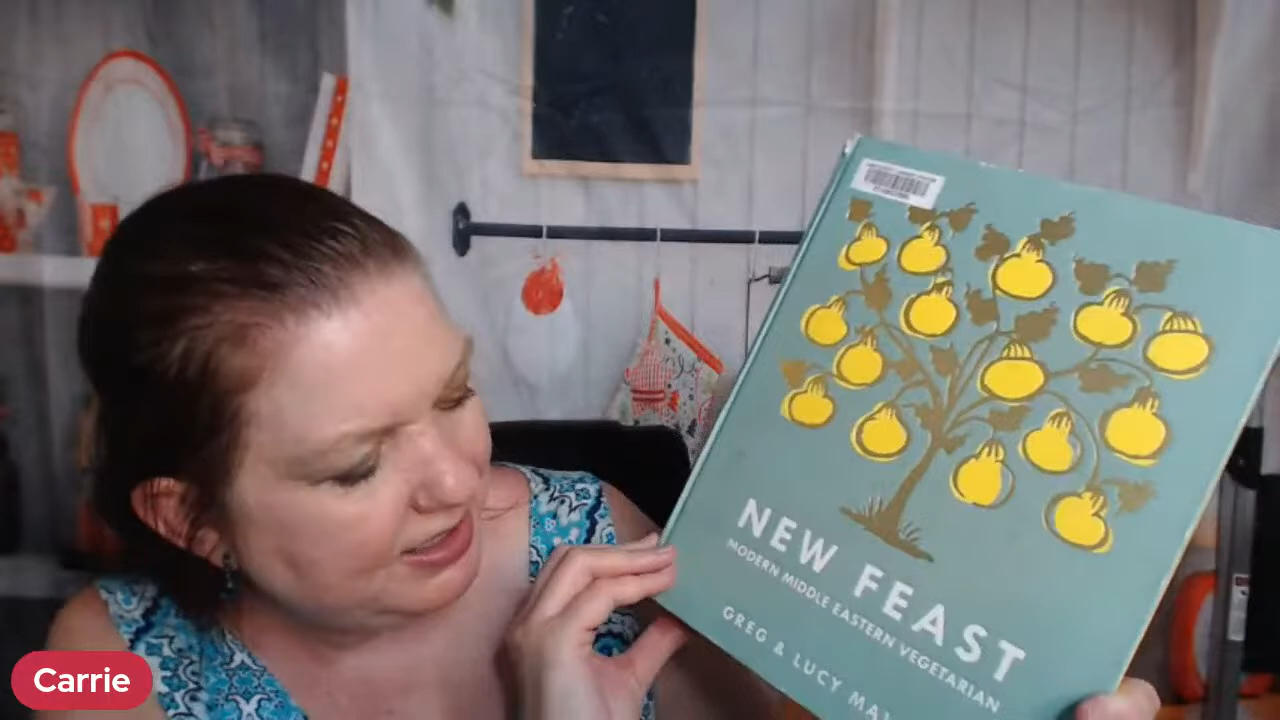 NEW FEAST
MODERN MIDDLE EASTERN VEGETARIAN
GREG & LUCY
Carrie